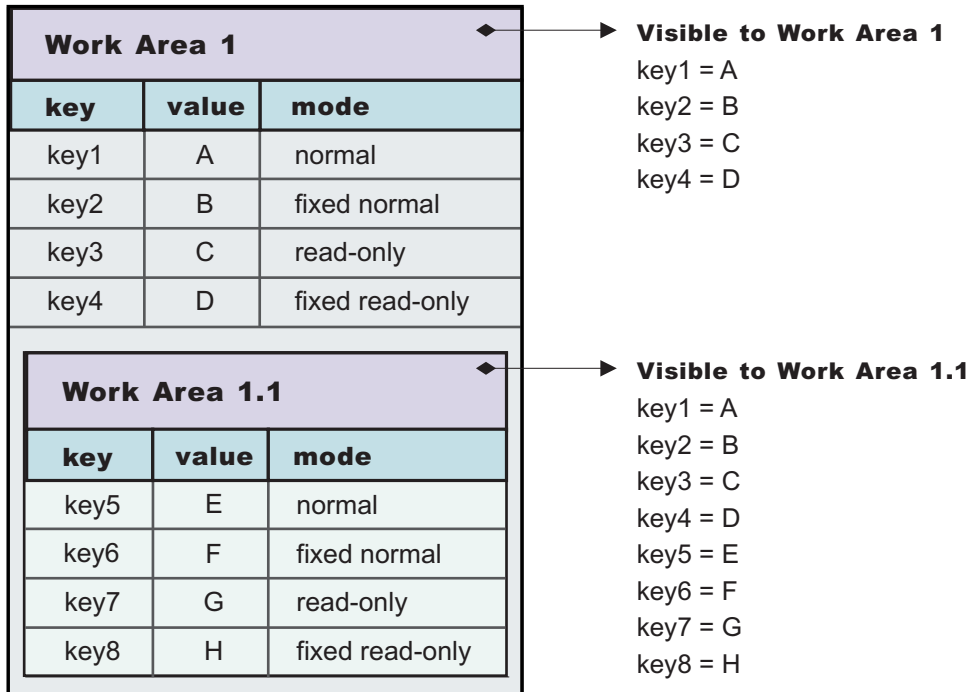 Work Area 1
key value mode
key1 A normal
key2 B fixed normal
key3 C read-only
key4 D fixed read-only
Work Area 1.1
key value mode
key5 E normal
key6 F fixed normal
key7 G read-only
key8 H fixed read-only
Visible to Work Area 1
key1 = A
key2 = B
key3 = C
key4 = D
Visible to Work Area 1.1
key1 = A
key2 = B
key3 = C
key4 = D
key5 = E
key6 = F
key7 = G
key8 = H